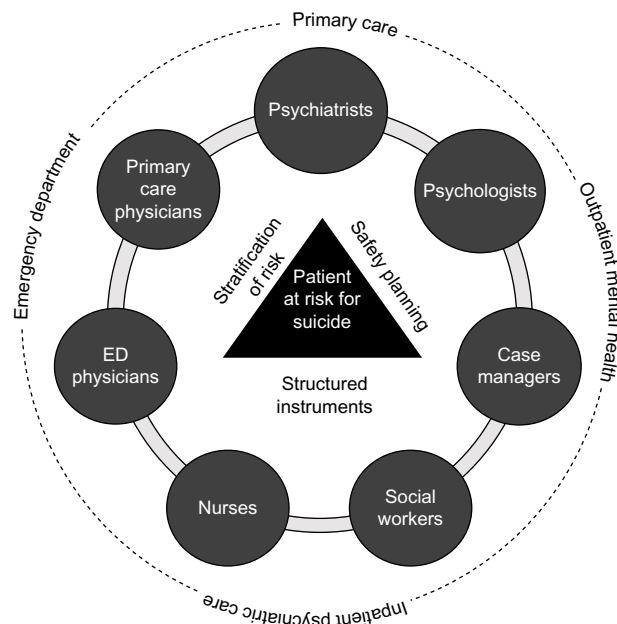 Primary care
Psychiatrists
Primary
care
physicians
Psychologists
Emergency department
Outpatient mental health
Stratification
of risk
Safety planning
Patient
at risk for
suicide
ED
physicians
Case
managers
Structured
instruments
Nurses
Social
workers
Inpatient psychiatric care